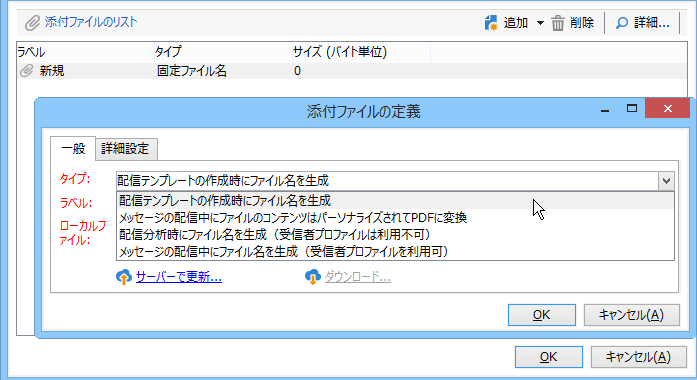 添付ファイルのリスト 追加 削除 詳細...
ラベル タイプ サイズ (バイト単位)
新規 固定ファイル名 0
添付ファイルの定義
一般 詳細設定
タイプ: 配信テンプレートの作成時にファイル名を生成
ラベル: 配信テンプレートの作成時にファイル名を生成
メッセージの配信中にファイルのコンテンツはパーソナライズされてPDFに変換
ローカルフ
ァイル:
配信分析時にファイル名を生成（受信者プロファイルは利用不可）
メッセージの配信中にファイル名を生成（受信者プロファイルを利用可）
サーバーで更新... ダウンロード...
OK キャンセル(A)
OK キャンセル(A)